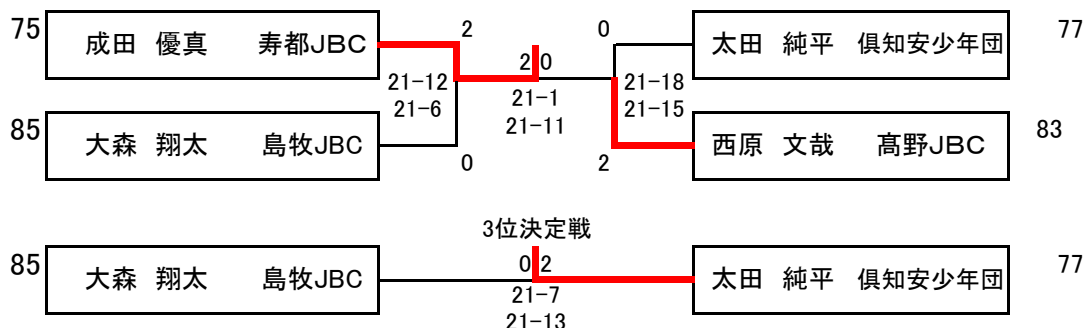 75 成田 優真 寿都JBC 2 0 太田 純平 倶知安少年団 77
2 0
21-12 21-1 21-18
21-6 21-11 21-15
85 大森 翔太 島牧JBC 0 2 西原 文哉 髙野JBC 83
3位決定戦
85 大森 翔太 島牧JBC 0 2 太田 純平 倶知安少年団 77
21-7
21-13